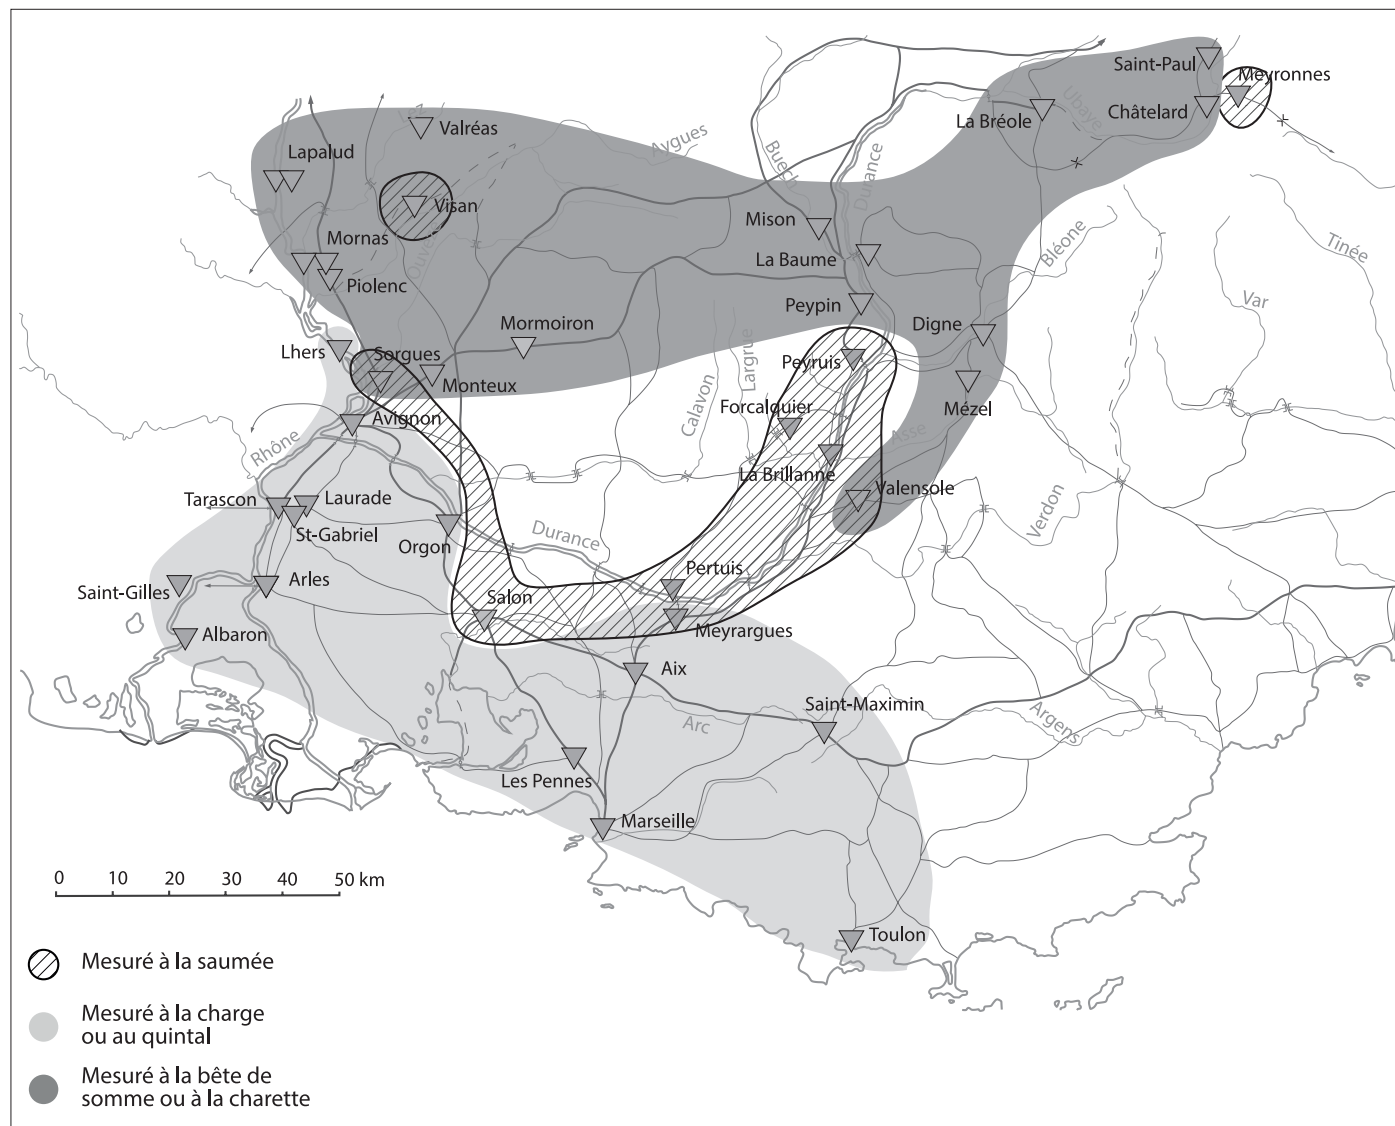 Saint-Paul
Meyronnes
Châtelard
La Bréole
Ubaye
Valréas
Lez
Aygues
Lapalud
Buech
Durance
Visan
Mison
Mornas
Ouvèze
La Baume
Bléone
Tinée
Piolenc
Peypin
Var
Mormoiron
Digne
Lhers
Sorgues
Largrue
Peyruis
Monteux
Calavon
Forcalquier
Mézel
Avignon
Asse
Rhône
La Brillanne
Valensole
Tarascon
Laurade
St-Gabriel
Orgon
Durance
Verdon
Saint-Gilles
Arles
Salon
Pertuis
Albaron
Meyrargues
Aix
Saint-Maximin
Arc
Argens
Les Pennes
Marseille
0 10 20 30 40 50 km
Toulon
Mesuré à la saumée
Mesuré à la charge
ou au quintal
Mesuré à la bête de
somme ou à la charette